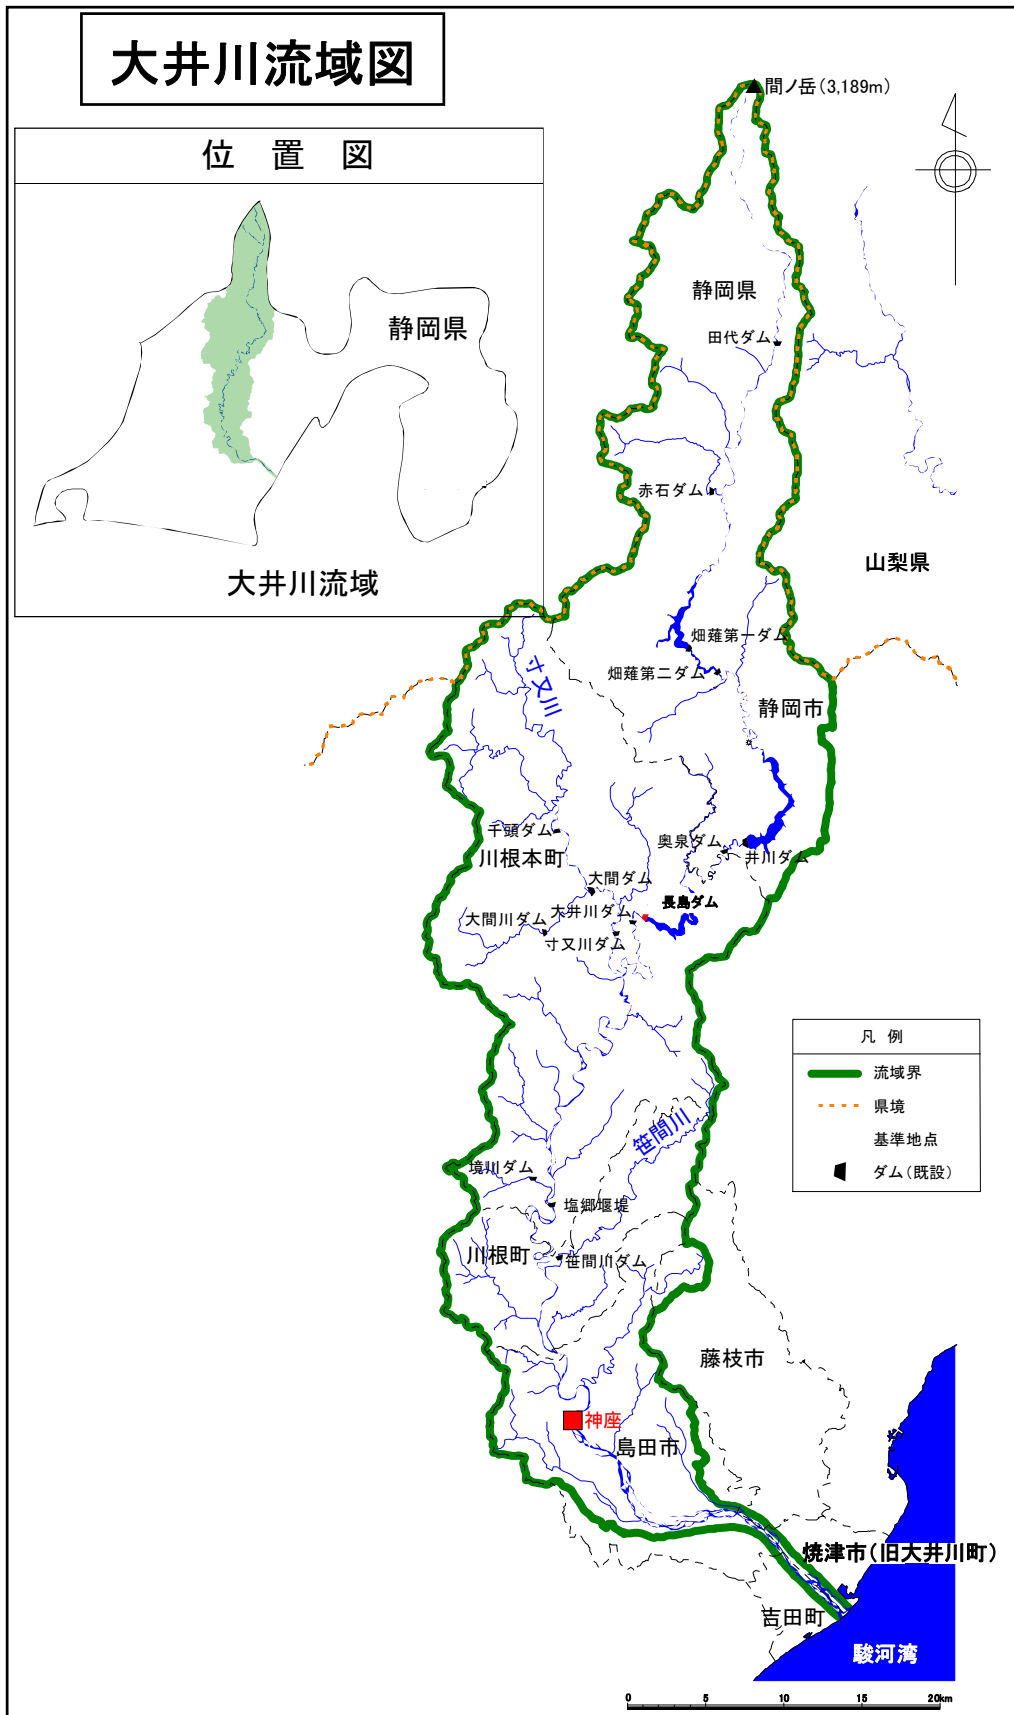 大井川流域図
間ノ岳(3,189m)
位 置 図
静岡県
大井川流域
静岡県
田代ダム
赤石ダム
山梨県
畑薙第一ダム
畑薙第二ダム
寸又川
静岡市
千頭ダム
川根本町
奥泉ダム
井川ダム
大間ダム
長島ダム
大井川ダム
大間川ダム
寸又川ダム
凡 例
流域界
県境
基準地点
ダム(既設)
笹間川
境川ダム
塩郷堰堤
川根町
笹間川ダム
藤枝市
神座
島田市
焼津市(旧大井川町)
吉田町
駿河湾
0 5 10 15 20km